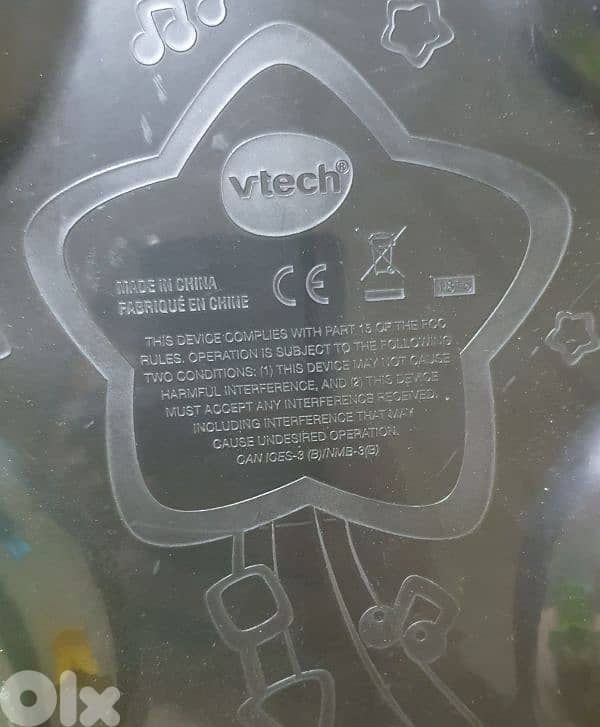 vtech®
MADE IN CHINA
FABRIQUÉ EN CHINE
CE
THIS DEVICE COMPLIES WITH PART 15 OF THE FCC
RULES. OPERATION IS SUBJECT TO THE FOLLOWING
TWO CONDITIONS: (1) THIS DEVICE MAY NOT CAUSE
HARMFUL INTERFERENCE, AND (2) THIS DEVICE
MUST ACCEPT ANY INTERFERENCE RECEIVED,
INCLUDING INTERFERENCE THAT MAY
CAUSE UNDESIRED OPERATION.
CAN ICES-3 (B)/NMB-3(B)
Olx